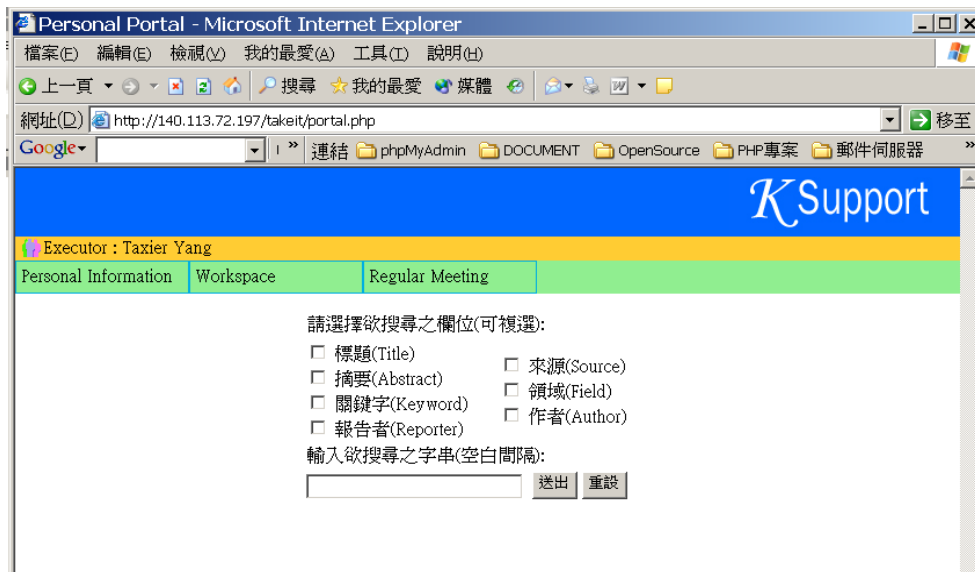 Personal Portal - Microsoft Internet Explorer
檔案(E) 編輯(E) 檢視(V) 我的最愛(A) 工具(T) 說明(H)
上一頁 搜尋 我的最愛 媒體
網址(D) http://140.113.72.197/takeit/portal.php 移至
Google 連結 phpMyAdmin DOCUMENT OpenSource PHP專案 郵件伺服器
K Support
Executor : Taxier Yang
Personal Information Workspace Regular Meeting
請選擇欲搜尋之欄位(可複選):
標題(Title)
摘要(Abstract)
關鍵字(Keyword)
報告者(Reporter)
來源(Source)
領域(Field)
作者(Author)
輸入欲搜尋之字串(空白間隔):
送出 重設